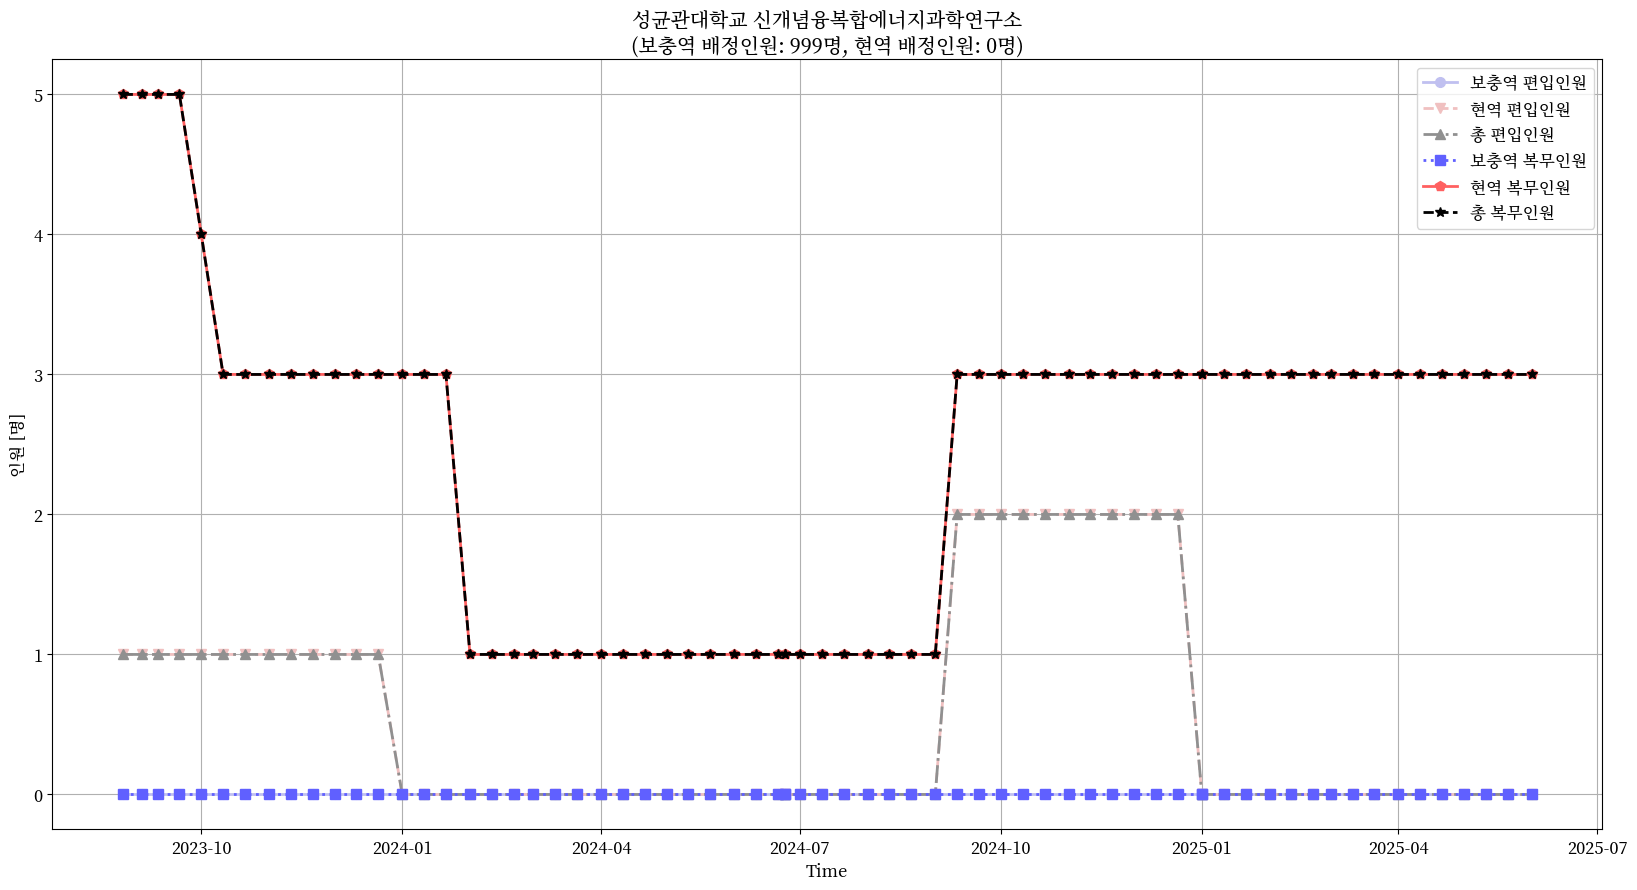 성균관대학교 신개념융복합에너지과학연구소
(보충역 배정인원: 999명, 현역 배정인원: 0명)
보충역 편입인원
현역 편입인원
총 편입인원
보충역 복무인원
현역 복무인원
총 복무인원
인원 [명]
5
4
3
2
1
0
2023-10
2024-01
2024-04
2024-07
2024-10
2025-01
2025-04
2025-07
Time